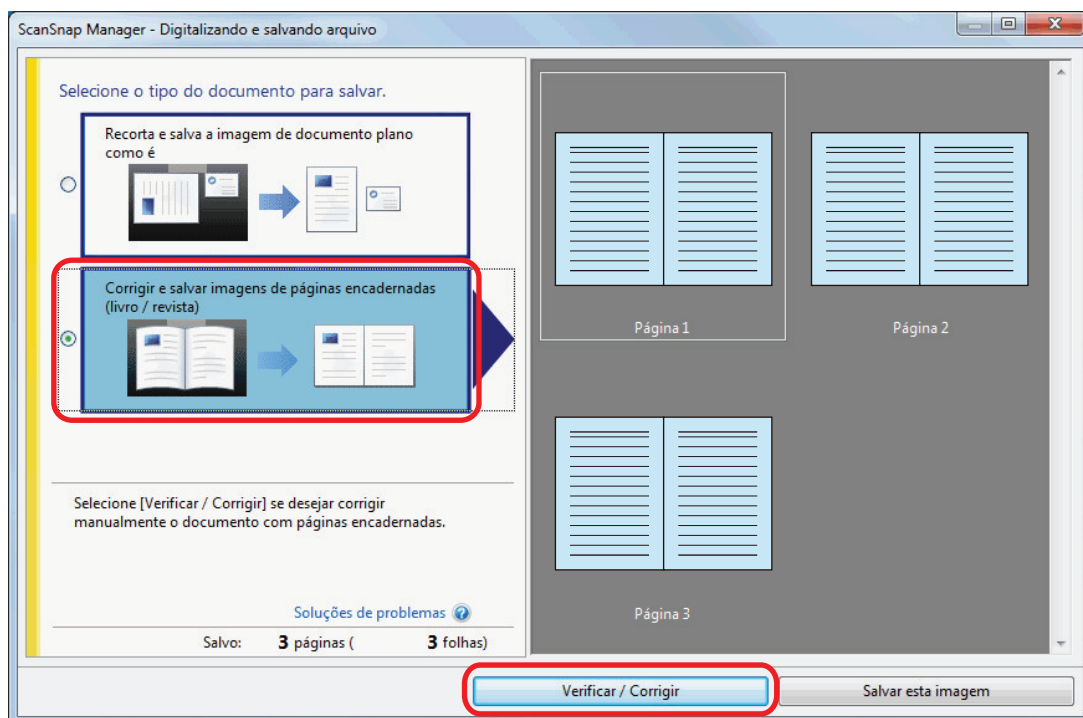 ScanSnap Manager - Digitalizando e salvando arquivo
Selecione o tipo do documento para salvar.
Recorta e salva a imagem de documento plano
como é
Corrigir e salvar imagens de páginas encadernadas
(livro / revista)
Selecione [Verificar / Corrigir] se desejar corrigir
manualmente o documento com páginas encadernadas.
Soluções de problemas
Salvo: 3 páginas ( 3 folhas)
Página 1
Página 2
Página 3
Verificar / Corrigir
Salvar esta imagem